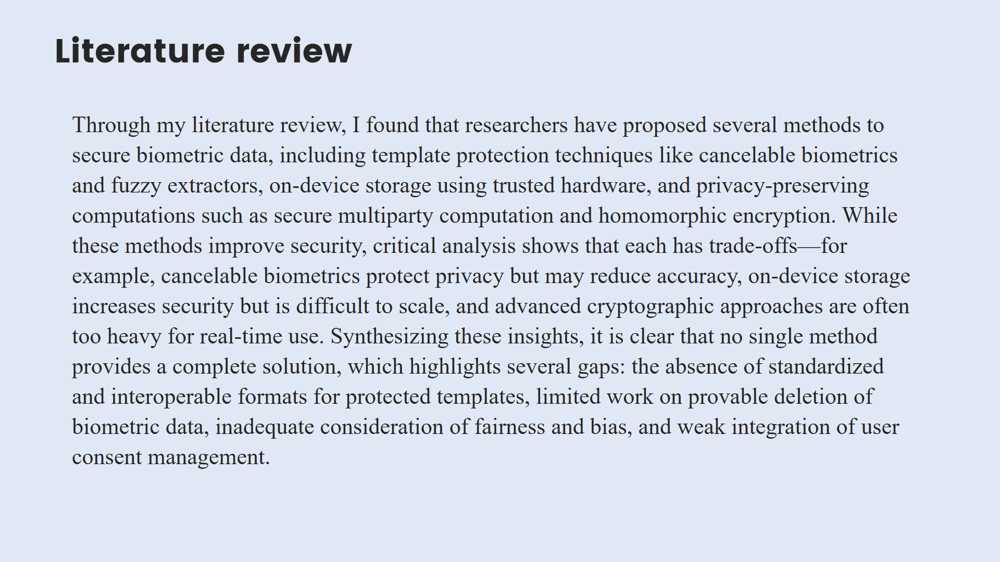 Literature review
Through my literature review, I found that researchers have proposed several methods to
secure biometric data, including template protection techniques like cancelable biometrics
and fuzzy extractors, on-device storage using trusted hardware, and privacy-preserving
computations such as secure multiparty computation and homomorphic encryption. While
these methods improve security, critical analysis shows that each has trade-offs—for
example, cancelable biometrics protect privacy but may reduce accuracy, on-device storage
increases security but is difficult to scale, and advanced cryptographic approaches are often
too heavy for real-time use. Synthesizing these insights, it is clear that no single method
provides a complete solution, which highlights several gaps: the absence of standardized
and interoperable formats for protected templates, limited work on provable deletion of
biometric data, inadequate consideration of fairness and bias, and weak integration of user
consent management.